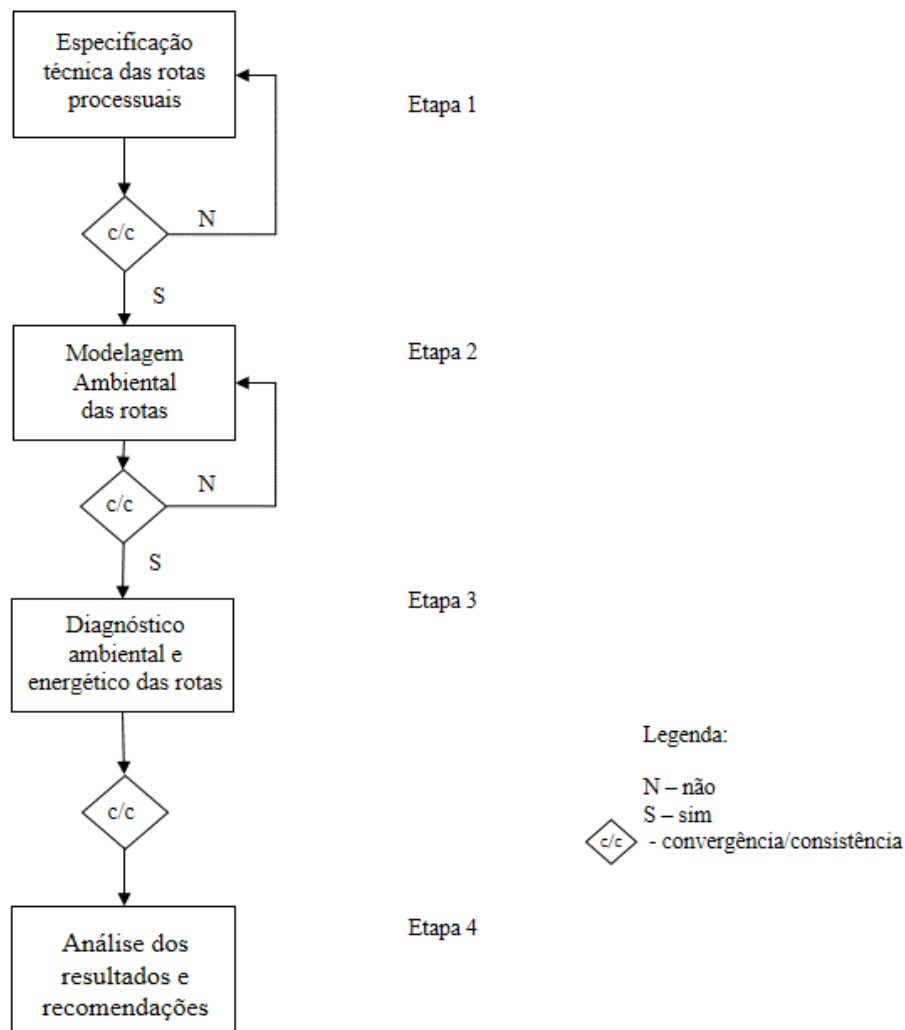 Especificação
técnica das rotas
processuais
Etapa 1
c/c
N
S
Modelagem
Ambiental
das rotas
Etapa 2
c/c
N
S
Diagnóstico
ambiental e
energético das rotas
Etapa 3
c/c
Análise dos
resultados e
recomendações
Etapa 4
Legenda:
N – não
S – sim
c/c - convergência/consistência